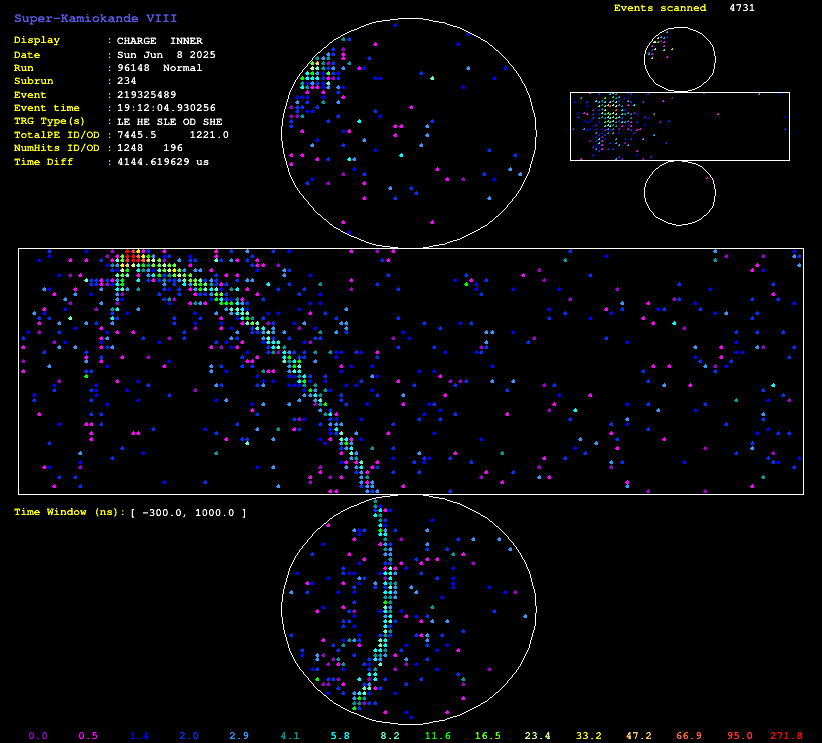 Super-Kamiokande VIII
Events scanned 4731
Display : CHARGE INNER
Date : Sun Jun 8 2025
Run : 96148 Normal
Subrun : 234
Event : 219325489
Event time : 19:12:04.930256
TRG Type(s) : LE HE SLE OD SHE
TotalPE ID/OD : 7445.5 1221.0
NumHits ID/OD : 1248 196
Time Diff : 4144.619629 us
Time Window (ns): [ -300.0, 1000.0 ]
0.0 0.5 1.4 2.0 2.9 4.1 5.8 8.2 11.6 16.5 23.4 33.2 47.2 66.9 95.0 271.8